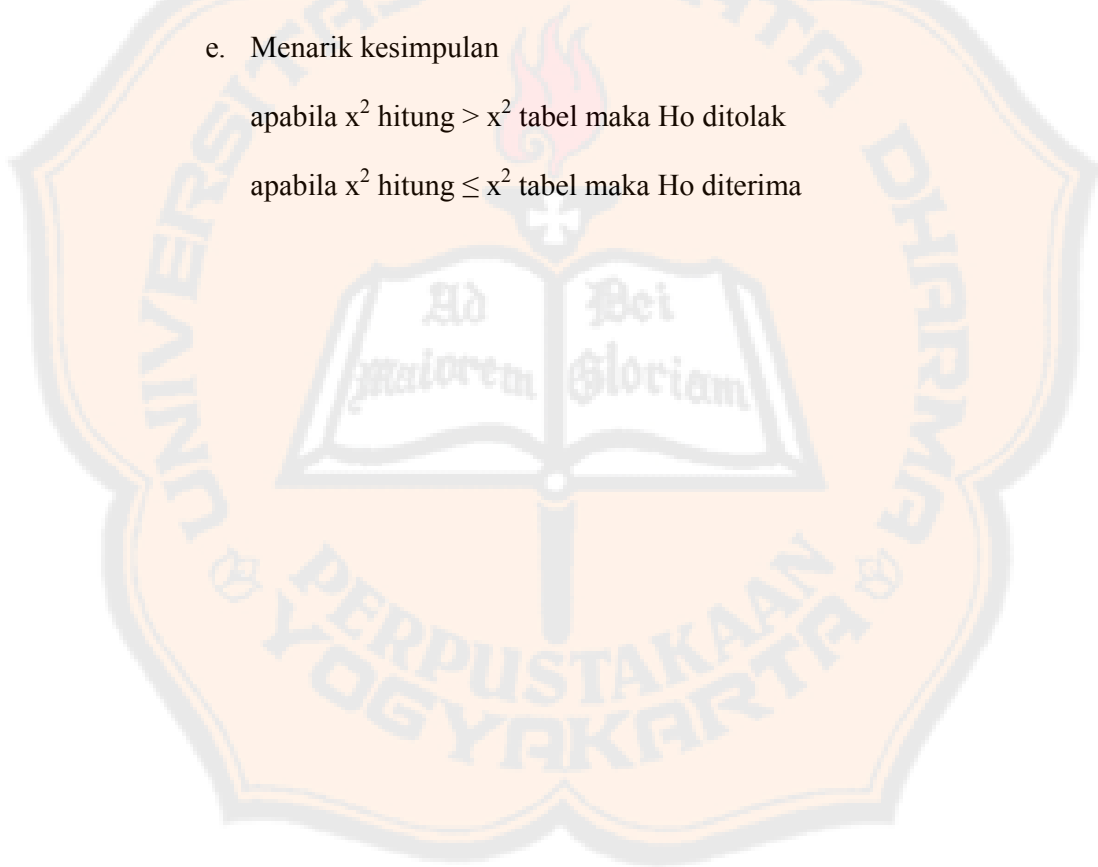 e. Menarik kesimpulan
apabila x² hitung > x² tabel maka Ho ditolak
apabila x² hitung ≤ x² tabel maka Ho diterima
Ad Dei
Maiorem Gloriam
PERPUSTAKAAN
YOGYAKARTA
UNIVERSITAS SANATA DHARMA